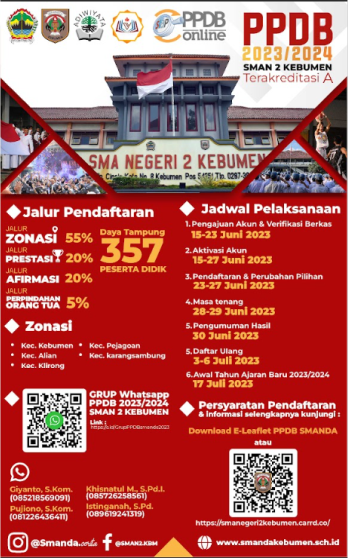 ADIWIYATA
PPDB
online
PPDB
2023/2024
SMAN 2 KEBUMEN
Terakreditasi A
SMA NEGERI 2 KEBUMEN
Jalur Pendaftaran
JALUR
ZONASI 55%
JALUR
PRESTASI 20%
JALUR
AFIRMASI 20%
JALUR
PERPINDAHAN
ORANG TUA 5%
Daya Tampung
357
PESERTA DIDIK
Zonasi
• Kec. Kebumen
• Kec. Alian
• Kec. Klirong
• Kec. Pejagoan
• Kec. karangsambung
GRUP Whatsapp
PPDB 2023/2024
SMAN 2 KEBUMEN
Link :
Giyanto, S.Kom.
(085218569091)
Pujiono, S.Kom.
(081226436411)
Khisnatul M., S.Pd.I.
(085726258561)
Istinganah, S.Pd.
(089619241319)
Jadwal Pelaksanaan
1.Pengajuan Akun & Verifikasi Berkas
15-23 Juni 2023
2.Aktivasi Akun
15-27 Juni 2023
3.Pendaftaran & Perubahan Pilihan
23-27 Juni 2023
4.Masa tenang
28-29 Juni 2023
5.Pengumuman Hasil
30 Juni 2023
5.Daftar Ulang
3-6 Juli 2023
6.Awal Tahun Ajaran Baru 2023/2024
17 Juli 2023
Persyaratan Pendaftaran
& informasi selengkapnya kunjungi :
Download E-Leaflet PPDB SMANDA
atau
https://smanegeri2kebumen.carrd.co/
@Smanda.
@SMAN2.KBM
www.smandakebumen.sch.id